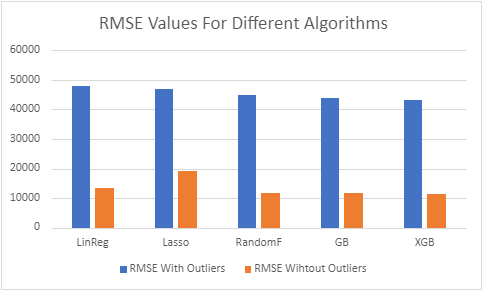 RMSE Values For Different Algorithms
60000
50000
40000
30000
20000
10000
0
LinReg Lasso RandomF GB XGB
RMSE With Outliers RMSE Wihtout Outliers